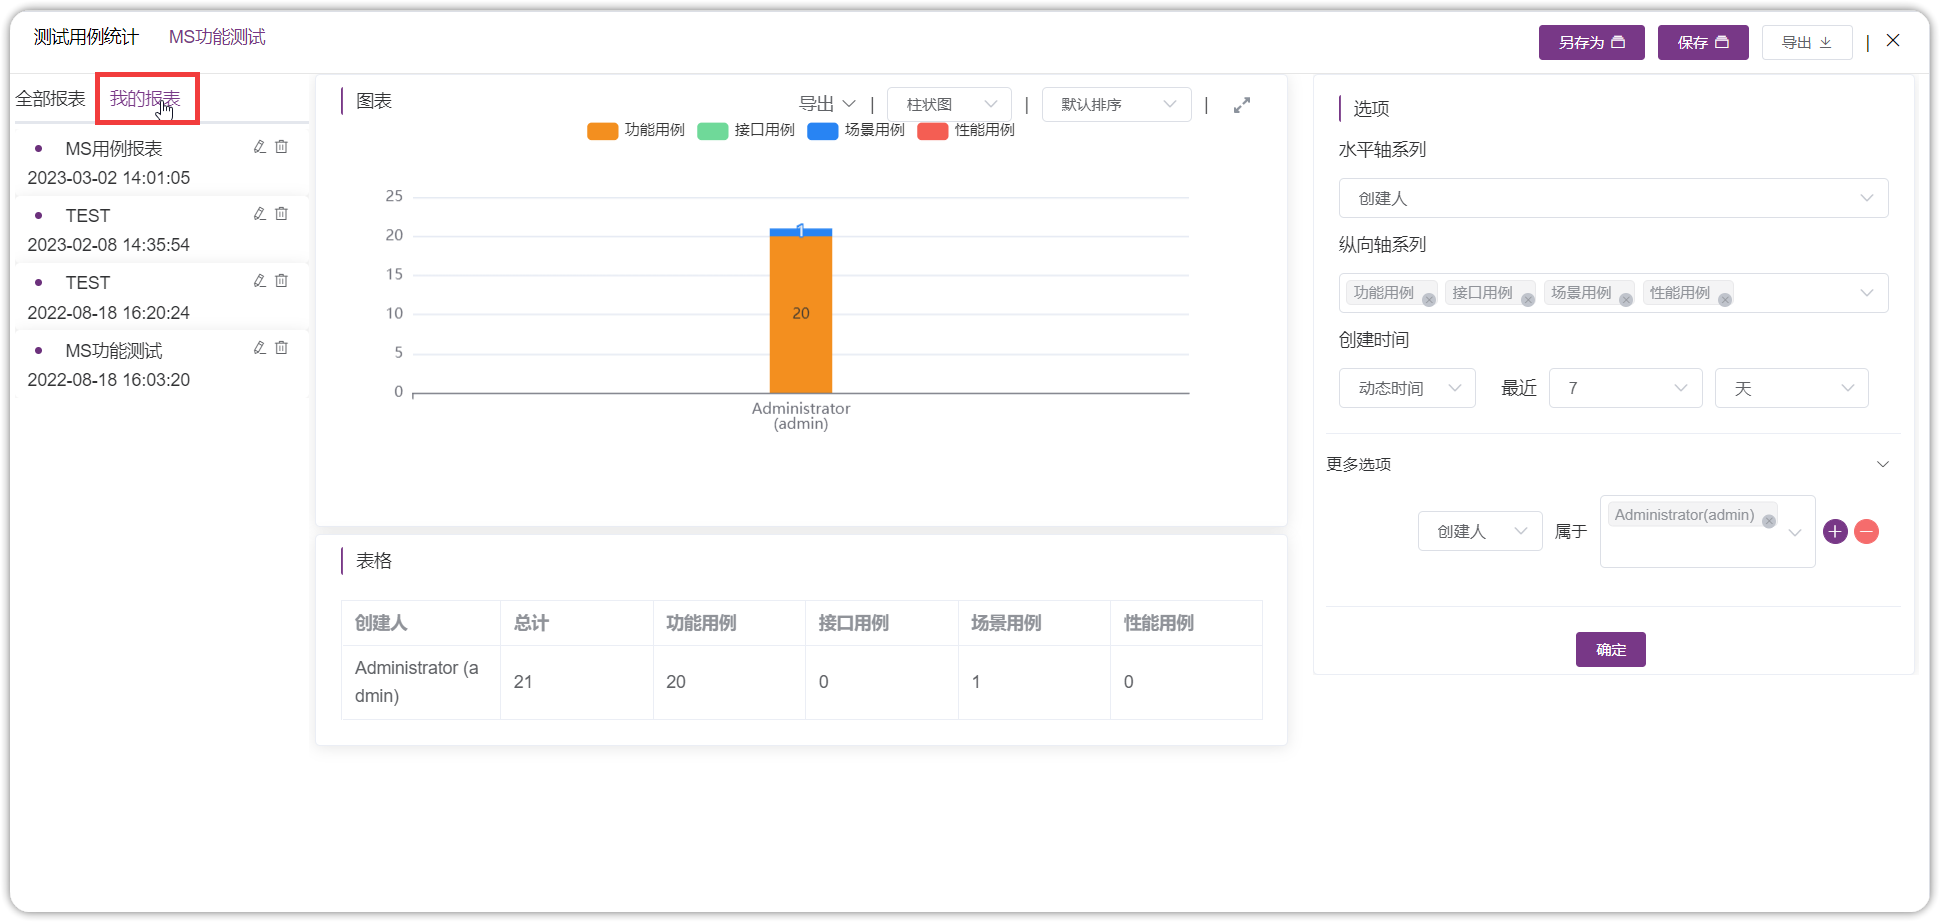 测试用例统计 MS功能测试 另存为 保存 导出
全部报表 我的报表
MS用例报表
2023-03-02 14:01:05
TEST
2023-02-08 14:35:54
TEST
2022-08-18 16:20:24
MS功能测试
2022-08-18 16:03:20
图表 导出 | 柱状图 | 默认排序 |
功能用例 接口用例 场景用例 性能用例
25
20
15
10
5
0
1
20
Administrator
(admin)
表格
创建人 总计 功能用例 接口用例 场景用例 性能用例
Administrator (a
dmin) 21 20 0 1 0
选项
水平轴系列
创建人
纵向轴系列
功能用例 接口用例 场景用例 性能用例
创建时间
动态时间 最近 7 天
更多选项
创建人 属于 Administrator(admin)
确定